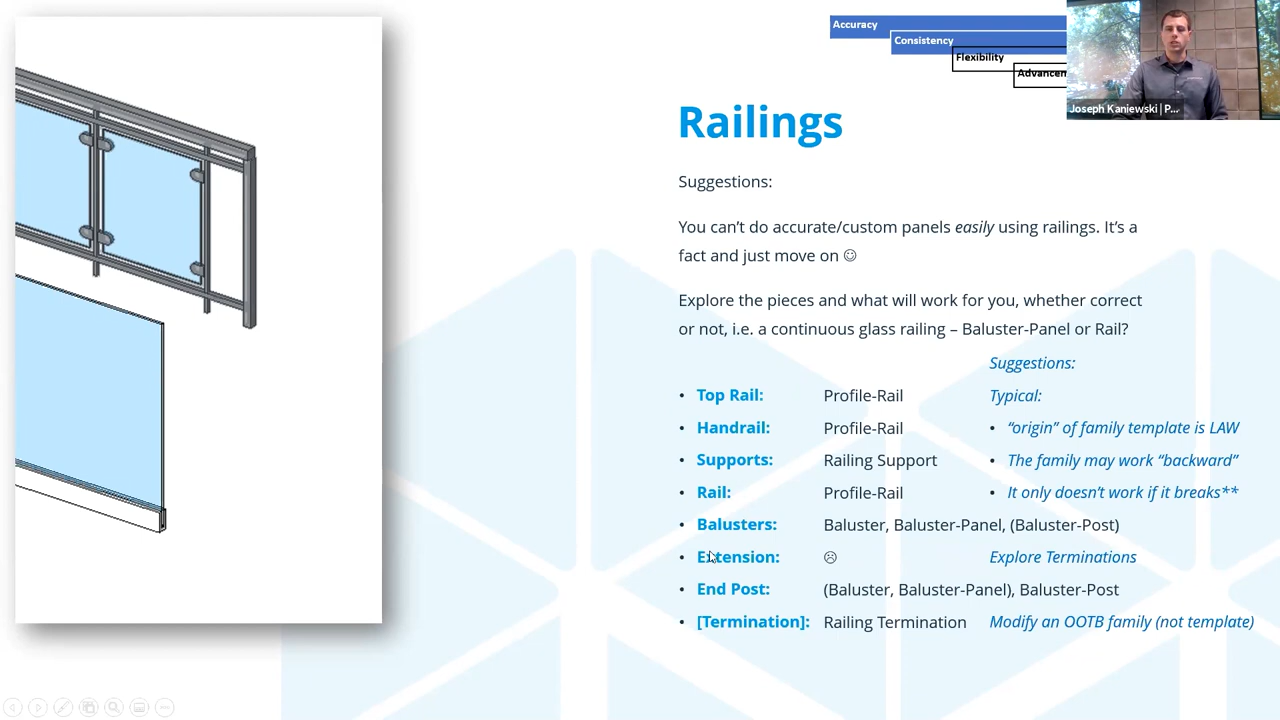 Accuracy
Consistency
Flexibility
Advancem
Joseph Kaniewski | P...
Railings
Suggestions:
You can’t do accurate/custom panels easily using railings. It’s a
fact and just move on ☺
Explore the pieces and what will work for you, whether correct
or not, i.e. a continuous glass railing – Baluster-Panel or Rail?
Suggestions:
• Top Rail: Profile-Rail Typical:
• Handrail: Profile-Rail • “origin” of family template is LAW
• Supports: Railing Support • The family may work “backward”
• Rail: Profile-Rail • It only doesn’t work if it breaks**
• Balusters: Baluster, Baluster-Panel, (Baluster-Post)
• Extension: ☹ Explore Terminations
• End Post: (Baluster, Baluster-Panel), Baluster-Post
• [Termination]: Railing Termination Modify an OOTB family (not template)